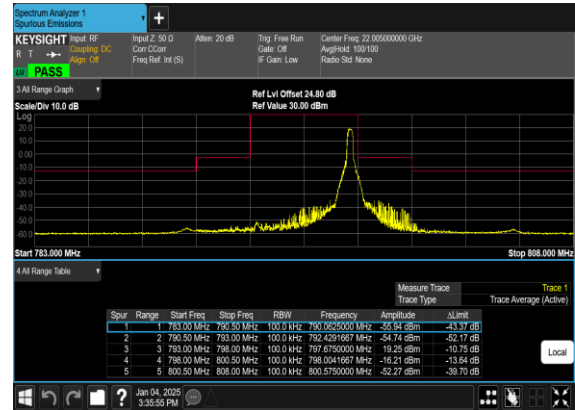 Spectrum Analyzer 1
Spurious Emissions
KEYSIGHT Input: RF Input Z: 50 Ω Atten: 20 dB Trig: Free Run Center Freq: 22.005000000 GHz
R T Coupling: DC Corr CCorr Gate: Off Avg|Hold: 100/100
Align: Off Freq Ref: Int (S) IF Gain: Low Radio Std: None
LXI PASS
3 All Range Graph
Ref Lvl Offset 24.80 dB
Scale/Div 10.0 dB Ref Value 30.00 dBm
Log
20.0
10.0
0.00
-10.0
-20.0
-30.0
-40.0
-50.0
-60.0
Start 783.000 MHz Stop 808.000 MHz
4 All Range Table
Measure Trace Trace 1
Trace Type Trace Average (Active)
Spur Range Start Freq Stop Freq RBW Frequency Amplitude ΔLimit
1 1 783.00 MHz 790.50 MHz 100.0 kHz 790.0625000 MHz -55.94 dBm -43.37 dB
2 2 790.50 MHz 793.00 MHz 100.0 kHz 792.4291667 MHz -54.74 dBm -52.17 dB
3 3 793.00 MHz 798.00 MHz 100.0 kHz 797.6750000 MHz 19.25 dBm -10.75 dB
4 4 798.00 MHz 800.50 MHz 100.0 kHz 798.0041667 MHz -16.21 dBm -13.64 dB
5 5 800.50 MHz 808.00 MHz 100.0 kHz 800.5750000 MHz -52.27 dBm -39.70 dB
Local
Jan 04, 2025
3:35:55 PM